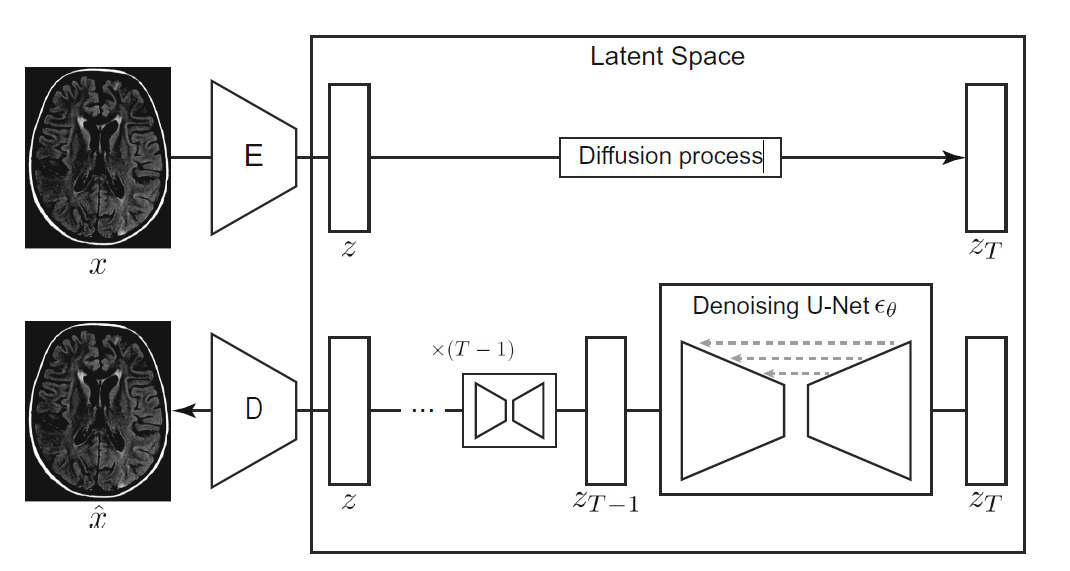 Latent Space
E
Diffusion process
z
z_T
x
Denoising U-Net ϵ_θ
×(T − 1)
D
...
z
z_{T−1}
z_T
x̂